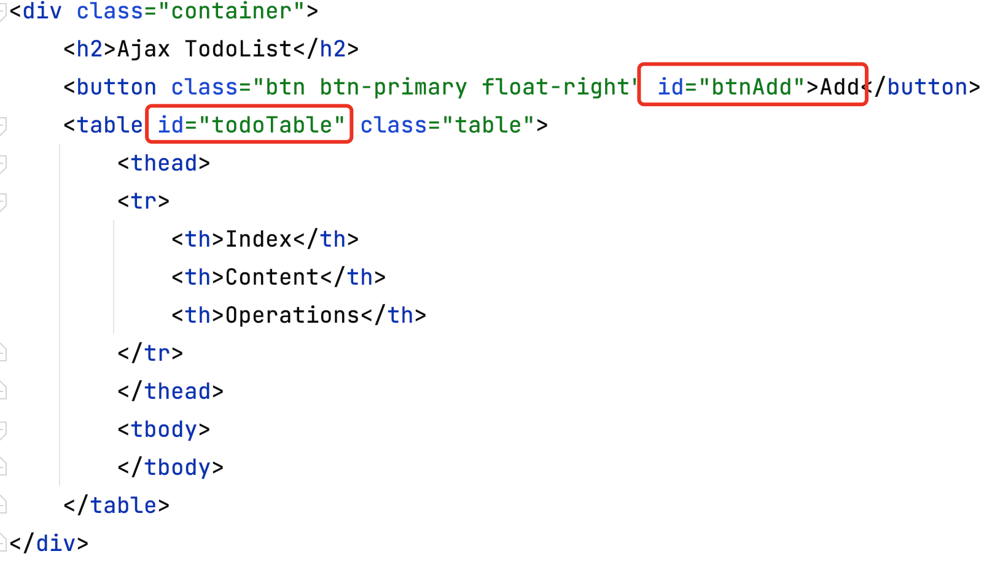 <div class="container">
<h2>Ajax TodoList</h2>
<button class="btn btn-primary float-right" id="btnAdd">Add</button>
<table id="todoTable" class="table">
<thead>
<tr>
<th>Index</th>
<th>Content</th>
<th>Operations</th>
</tr>
</thead>
<tbody>
</tbody>
</table>
</div>